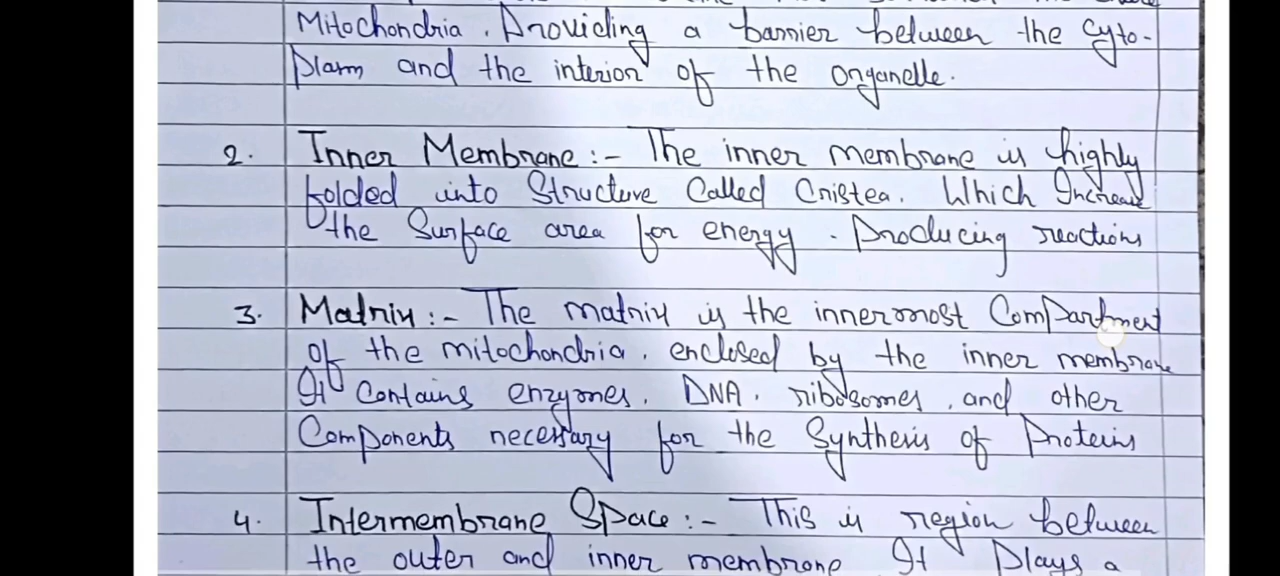 Mitochondria. Providing a barrier between the cyto-
plasm and the interior of the organelle.
2. Inner Membrane :- The inner membrane is highly
folded into Structure Called Cristea. Which Increase
the Surface area for energy - Producing reactions
3. Matrix :- The matrix is the innermost Compartment
of the mitochondria. enclosed by the inner membrane
It Contains enzymes. DNA. ribosomes, and other
Components necessary for the Synthesis of Proteins
4. Intermembrane Space :- This is region between
the outer and inner membrane It Plays a